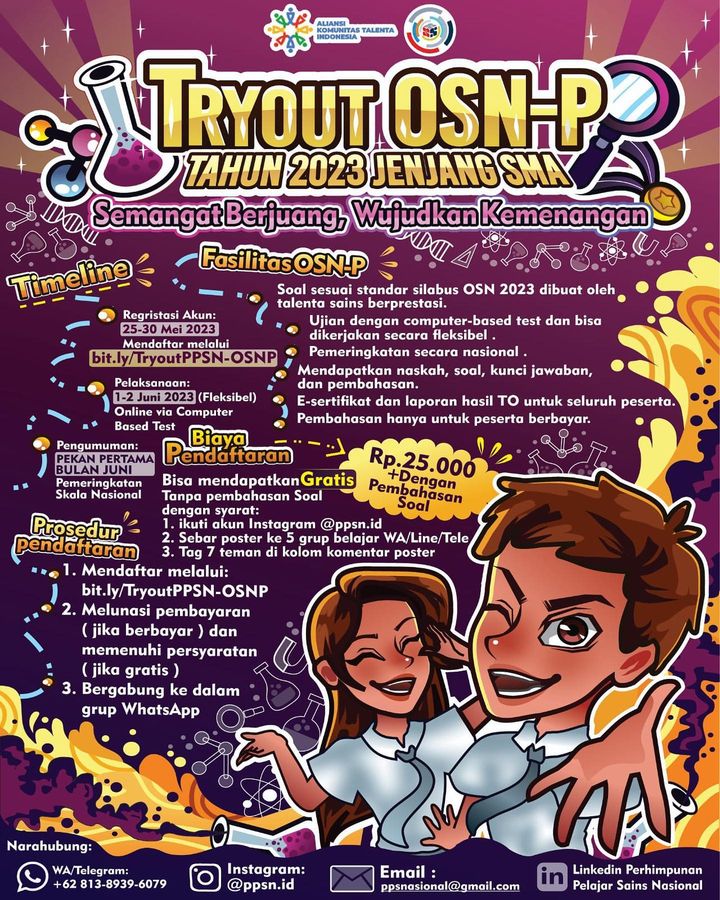 ALIANSI
KOMUNITAS TALENTA
INDONESIA
TRYOUT OSN-P
TAHUN 2023 JENJANG SMA
Semangat Berjuang, Wujudkan Kemenangan
Timeline
Regristasi Akun:
25-30 Mei 2023
Mendaftar melalui
bit.ly/TryoutPPSN-OSNP
Pelaksanaan:
1-2 Juni 2023 (Fleksibel)
Online via Computer
Based Test
Pengumuman:
PEKAN PERTAMA
BULAN JUNI
Pemeringkatan
Skala Nasional
Fasilitas OSN-P
Soal sesuai standar silabus OSN 2023 dibuat oleh
talenta sains berprestasi.
Ujian dengan computer-based test dan bisa
dikerjakan secara fleksibel .
Pemeringkatan secara nasional .
Mendapatkan naskah, soal, kunci jawaban,
dan pembahasan.
E-sertifikat dan laporan hasil TO untuk seluruh peserta.
Pembahasan hanya untuk peserta berbayar.
Biaya
Pendaftaran
Rp.25.000
+Dengan
Pembahasan
Soal
Bisa mendapatkan Gratis
Tanpa pembahasan Soal
dengan syarat:
1. ikuti akun Instagram @ppsn.id
2. Sebar poster ke 5 grup belajar WA/Line/Tele
3. Tag 7 teman di kolom komentar poster
Prosedur
pendaftaran
1. Mendaftar melalui:
bit.ly/TryoutPPSN-OSNP
2. Melunasi pembayaran
( jika berbayar ) dan
memenuhi persyaratan
( jika gratis )
3. Bergabung ke dalam
grup WhatsApp
Narahubung:
WA/Telegram:
+62 813-8939-6079
Instagram:
@ppsn.id
Email :
ppsnasional@gmail.com
in
Linkedin Perhimpunan
Pelajar Sains Nasional